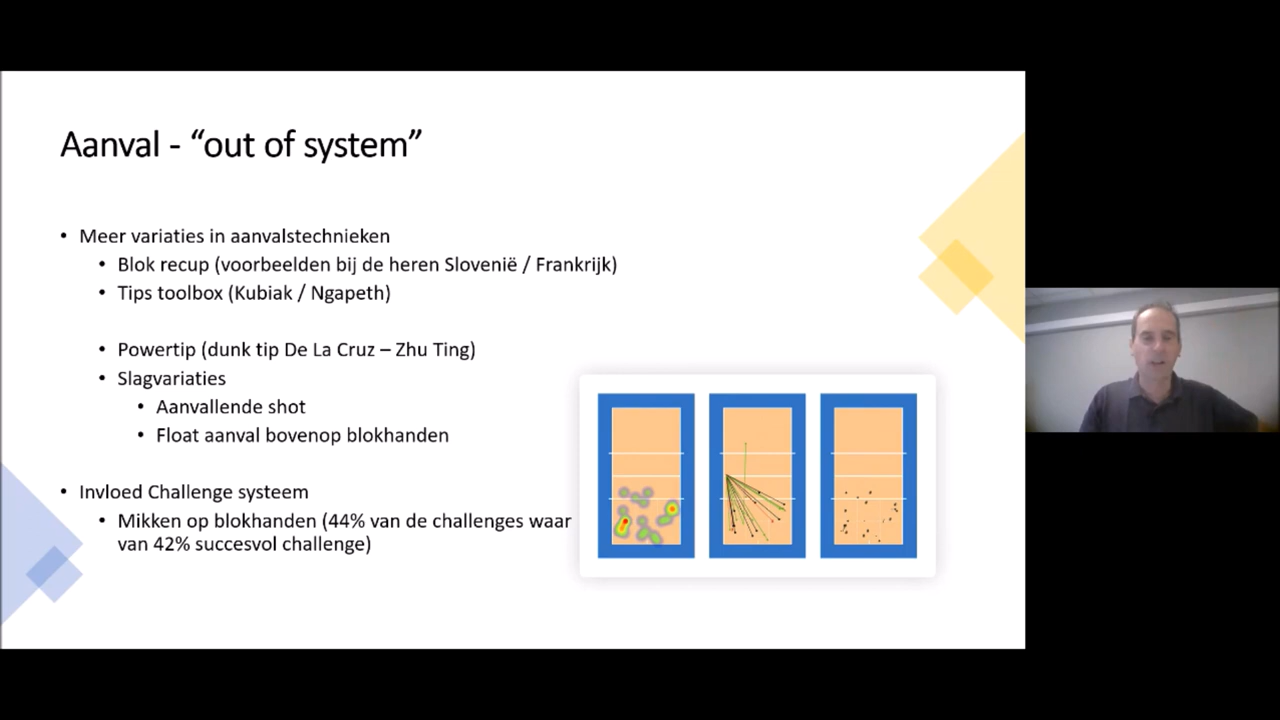 Aanval - “out of system”
• Meer variaties in aanvalstechnieken
• Blok recup (voorbeelden bij de heren Slovenië / Frankrijk)
• Tips toolbox (Kubiak / Ngapeth)
• Powertip (dunk tip De La Cruz – Zhu Ting)
• Slagvariaties
• Aanvallende shot
• Float aanval bovenop blokhanden
• Invloed Challenge systeem
• Mikken op blokhanden (44% van de challenges waar
van 42% succesvol challenge)